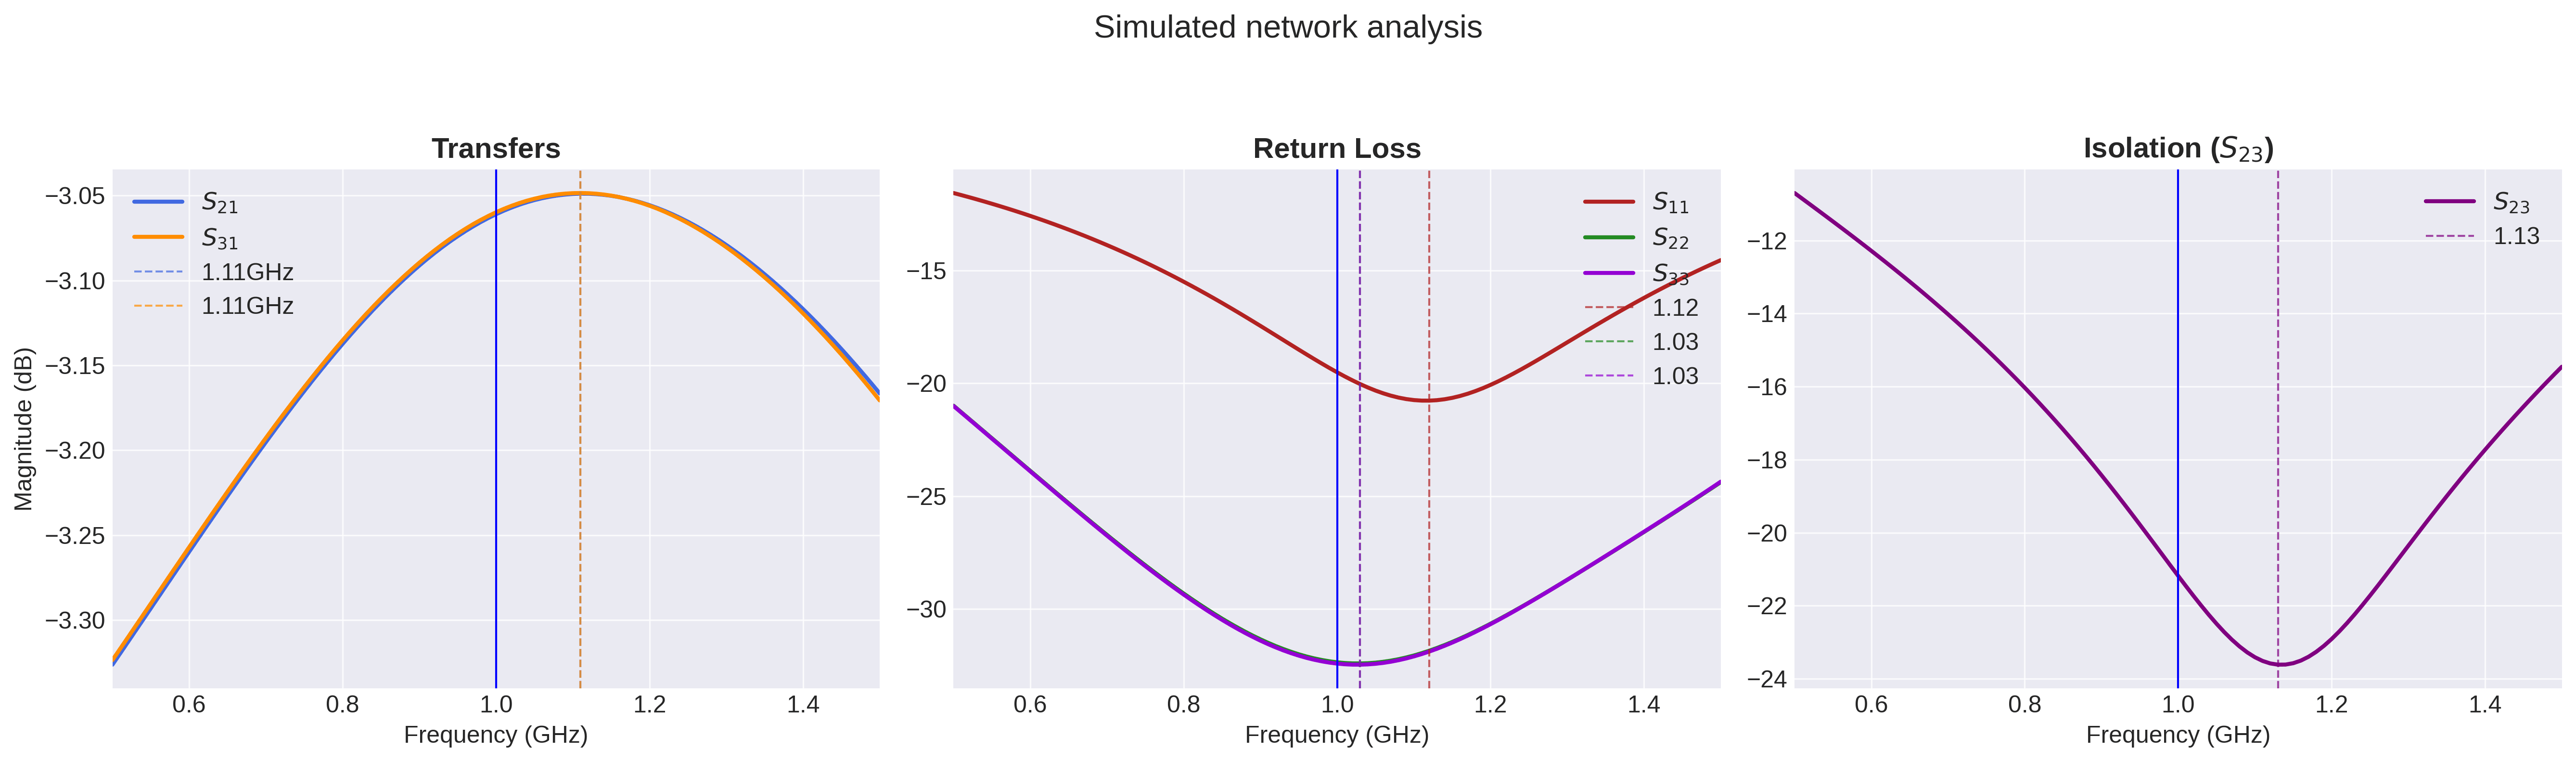 Simulated network analysis
Transfers
Magnitude (dB)
−3.05
−3.10
−3.15
−3.20
−3.25
−3.30
S21
S31
1.11GHz
1.11GHz
0.6 0.8 1.0 1.2 1.4
Frequency (GHz)
Return Loss
−15
−20
−25
−30
S11
S22
S33
1.12
1.03
1.03
0.6 0.8 1.0 1.2 1.4
Frequency (GHz)
Isolation (S23)
−12
−14
−16
−18
−20
−22
−24
S23
1.13
0.6 0.8 1.0 1.2 1.4
Frequency (GHz)